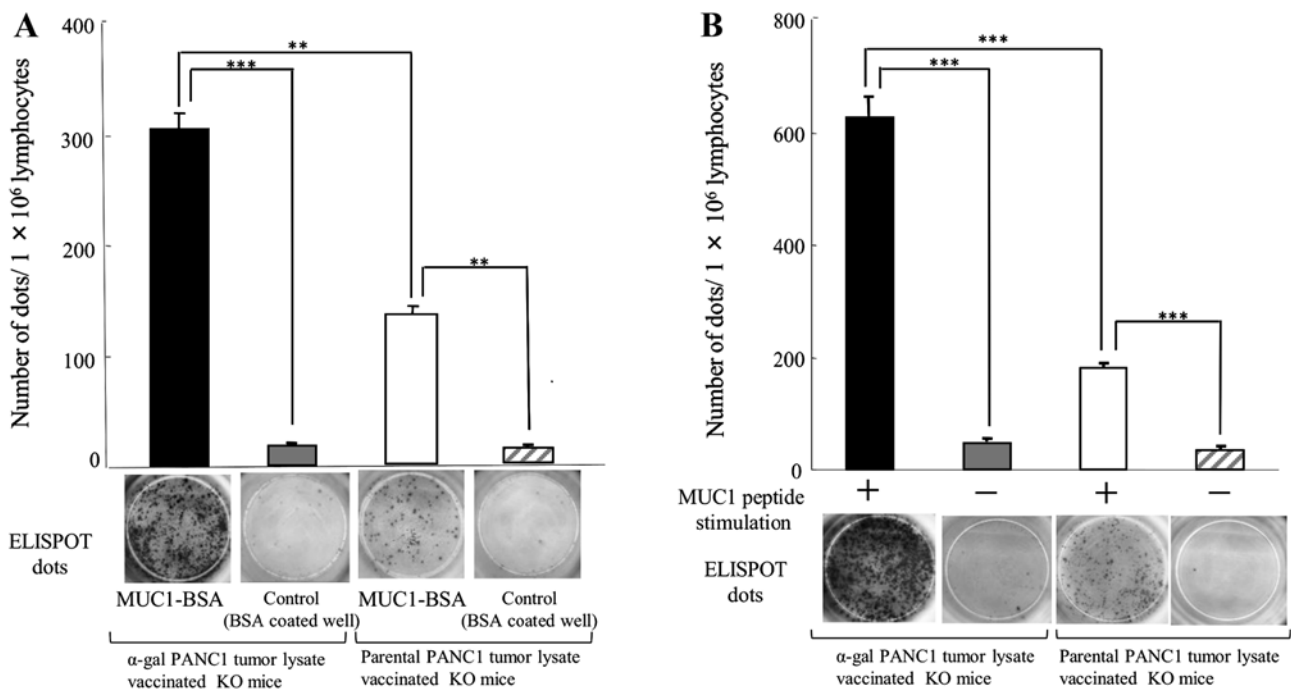 A
B
Number of dots/ 1 × 10⁶ lymphocytes
400
300
200
100
0
**
***
**
ELISPOT
dots
MUC1-BSA
Control
(BSA coated well)
MUC1-BSA
Control
(BSA coated well)
α-gal PANC1 tumor lysate
vaccinated KO mice
Parental PANC1 tumor lysate
vaccinated KO mice
Number of dots/ 1 × 10⁶ lymphocytes
800
600
400
200
0
***
***
***
MUC1 peptide
stimulation
+
−
+
−
ELISPOT
dots
α-gal PANC1 tumor lysate
vaccinated KO mice
Parental PANC1 tumor lysate
vaccinated KO mice